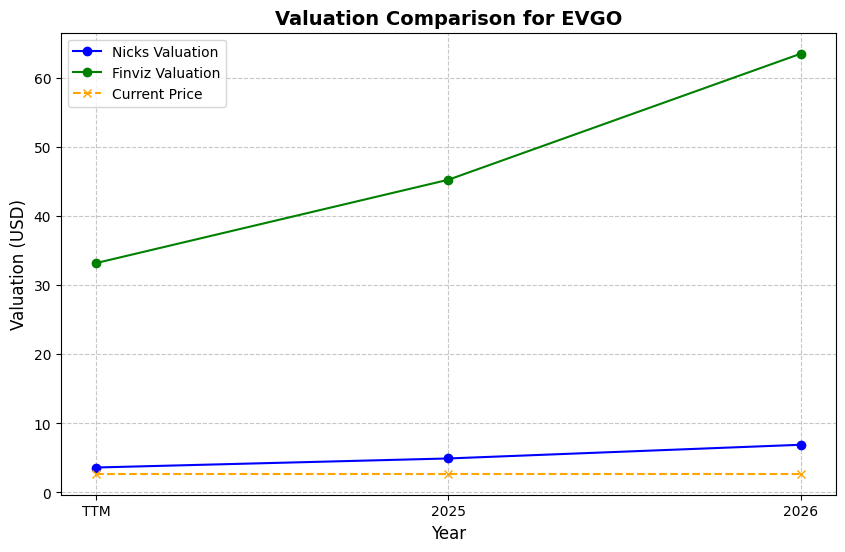 Valuation Comparison for EVGO
Nicks Valuation
Finviz Valuation
Current Price
Valuation (USD)
60
50
40
30
20
10
0
TTM 2025 2026
Year